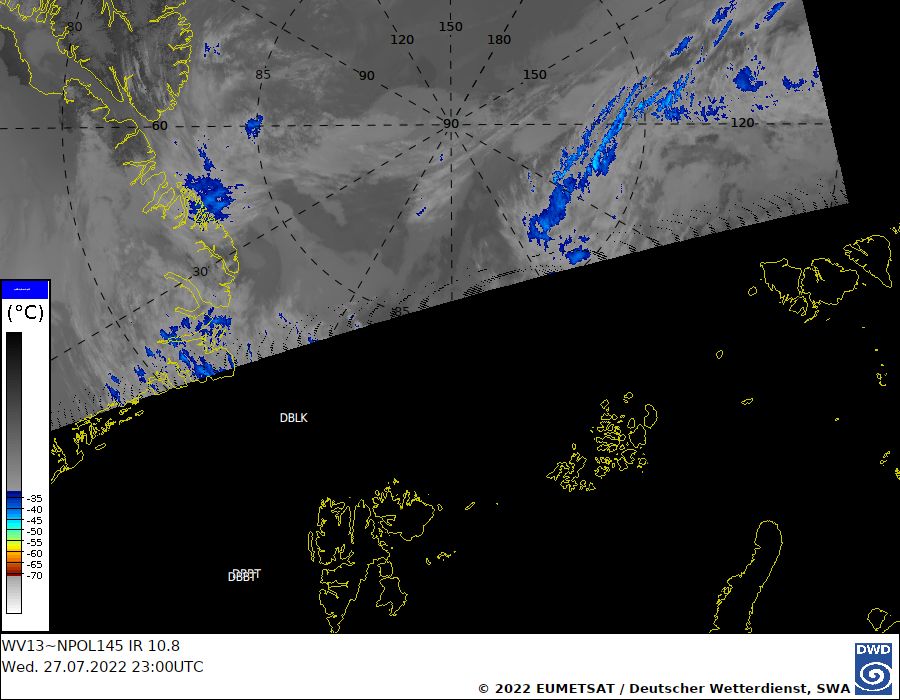 80
150
120
180
85
90
150
60
90
120
30
85
(°C)
-35
-40
-45
-50
-55
-60
-65
-70
DBLK
DBBT
WV13~NPOL145 IR 10.8
Wed. 27.07.2022 23:00UTC
DWD
© 2022 EUMETSAT / Deutscher Wetterdienst, SWA